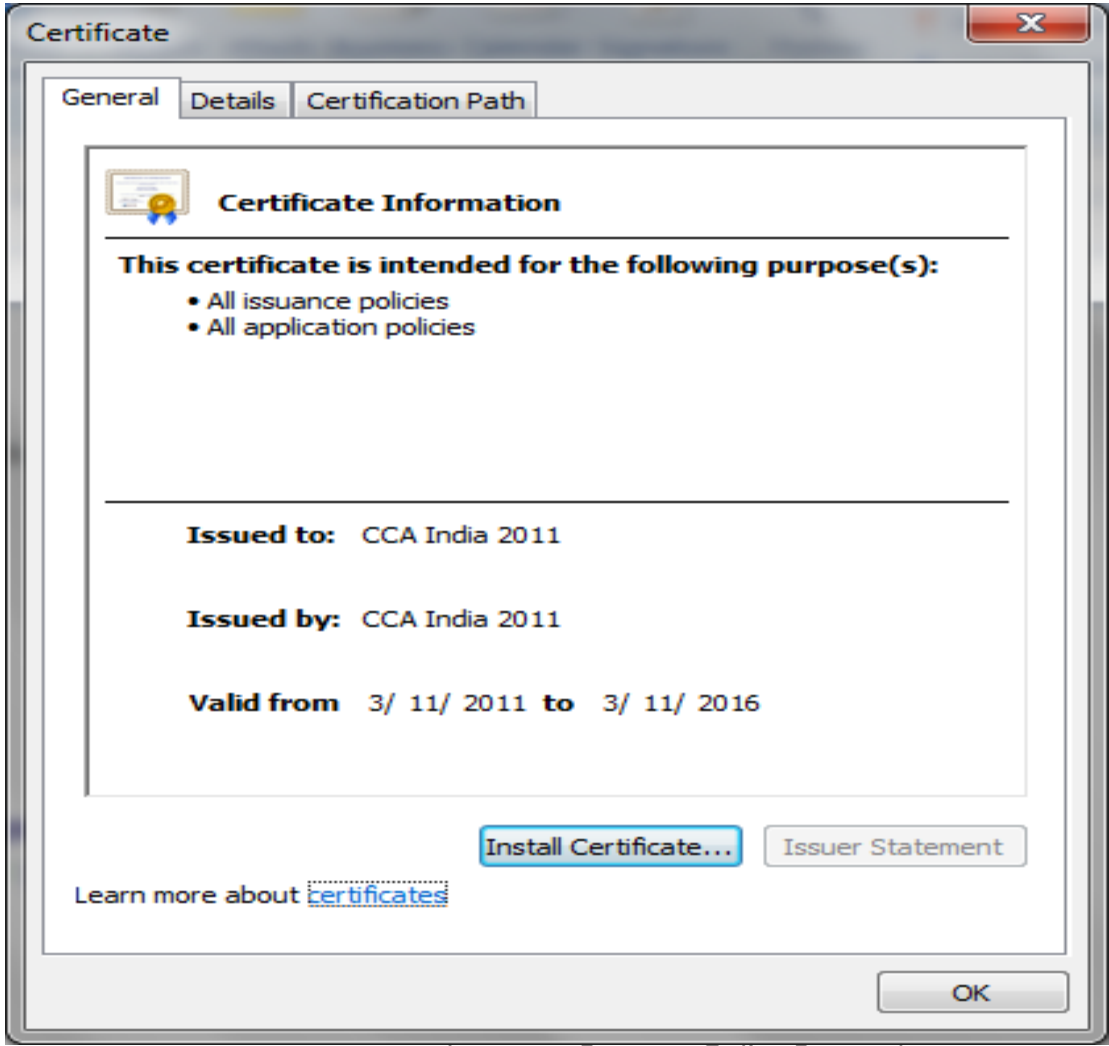 Certificate
General Details Certification Path
Certificate Information
This certificate is intended for the following purpose(s):
• All issuance policies
• All application policies
Issued to: CCA India 2011
Issued by: CCA India 2011
Valid from 3/ 11/ 2011 to 3/ 11/ 2016
Install Certificate... Issuer Statement
Learn more about certificates
OK